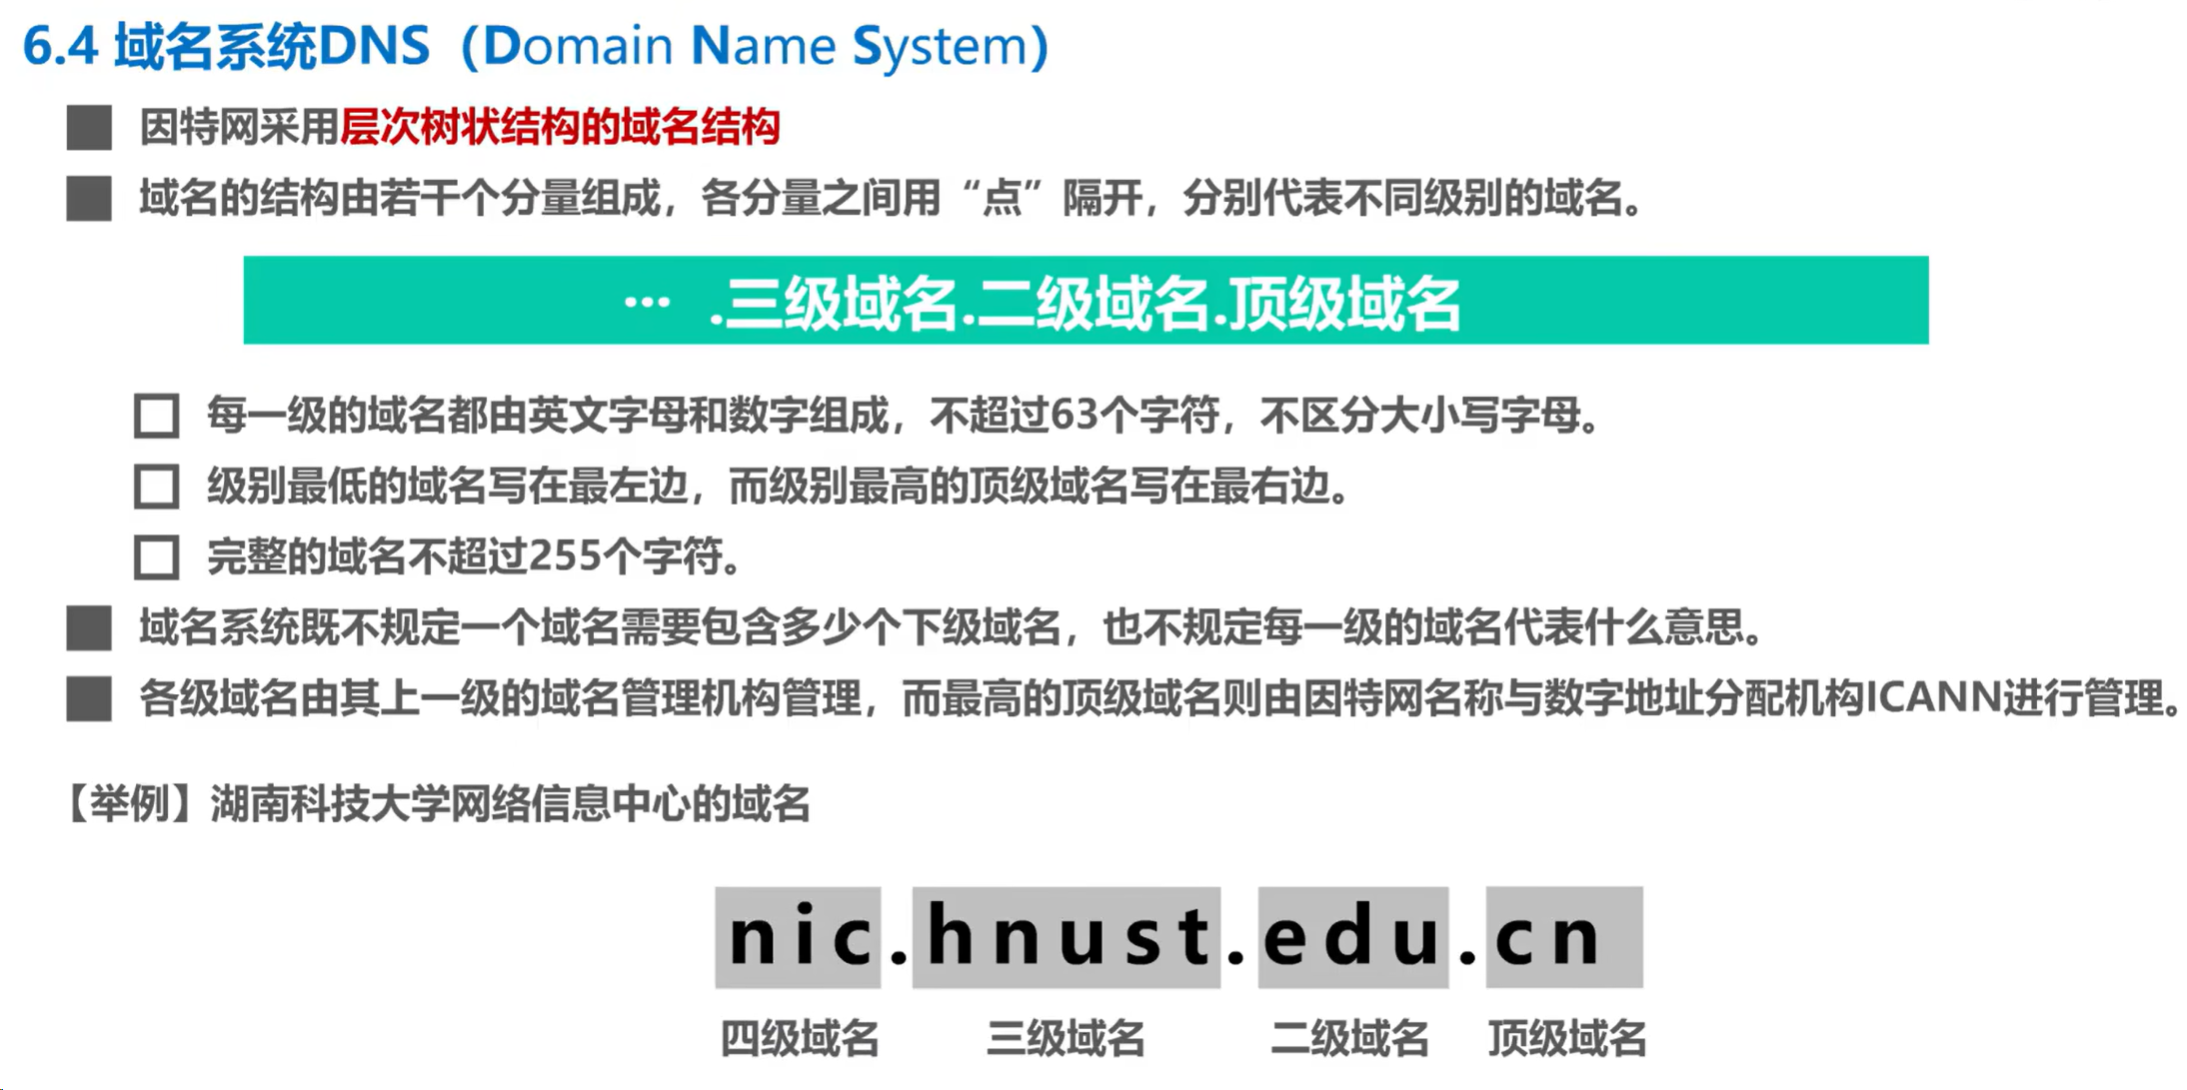 6.4 域名系统DNS（Domain Name System）
因特网采用层次树状结构的域名结构
域名的结构由若干个分量组成，各分量之间用“点”隔开，分别代表不同级别的域名。
… .三级域名.二级域名.顶级域名
每一级的域名都由英文字母和数字组成，不超过63个字符，不区分大小写字母。
级别最低的域名写在最左边，而级别最高的顶级域名写在最右边。
完整的域名不超过255个字符。
域名系统既不规定一个域名需要包含多少个下级域名，也不规定每一级的域名代表什么意思。
各级域名由其上一级的域名管理机构管理，而最高的顶级域名则由因特网名称与数字地址分配机构ICANN进行管理。
【举例】湖南科技大学网络信息中心的域名
nic.hnust.edu.cn
四级域名 三级域名 二级域名 顶级域名